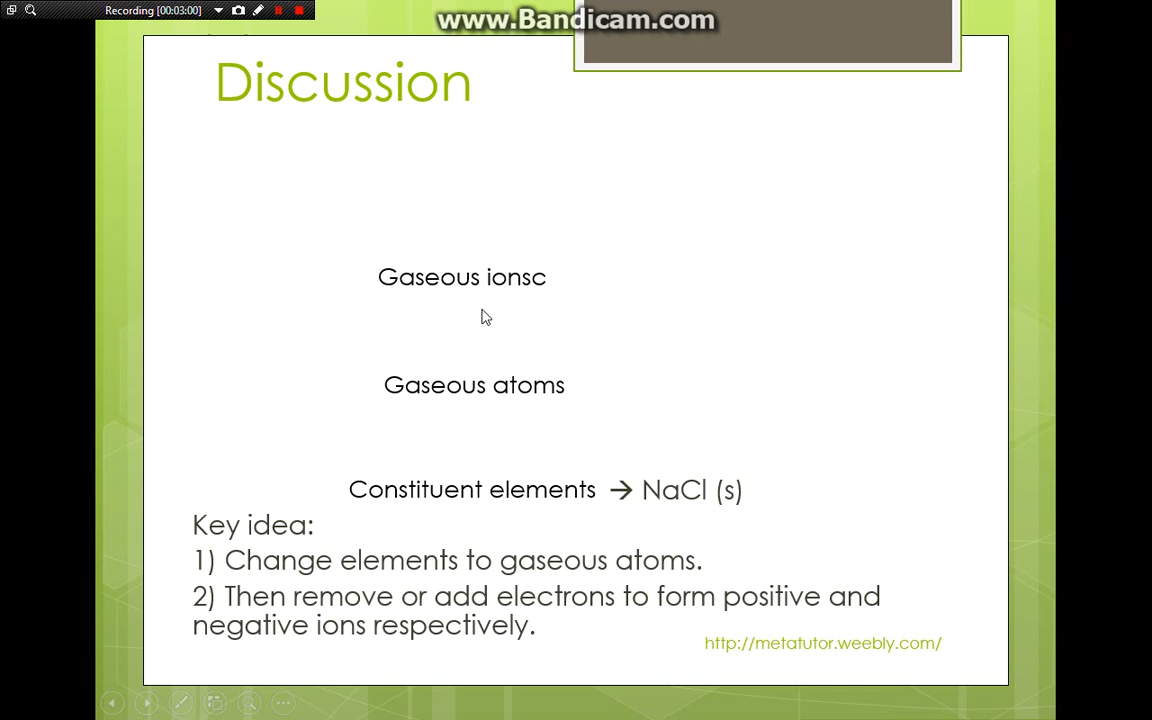 Recording [00:03:00]
www.Bandicam.com
Discussion
Gaseous ionsc
Gaseous atoms
Constituent elements → NaCl (s)
Key idea:
1) Change elements to gaseous atoms.
2) Then remove or add electrons to form positive and
negative ions respectively.
http://metatutor.weebly.com/